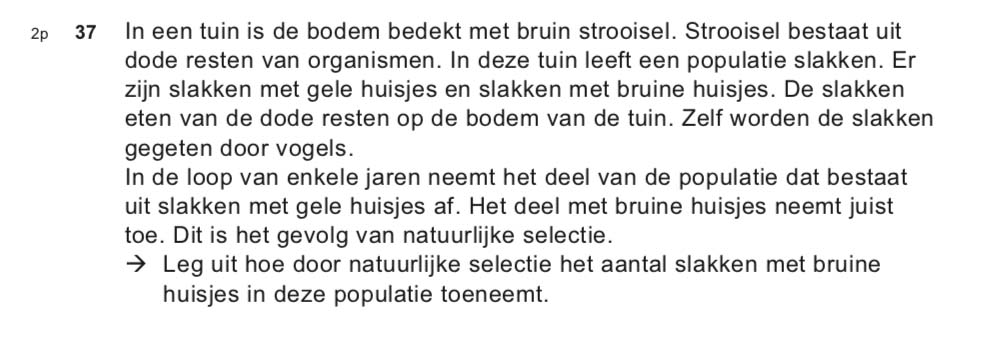 2p 37 In een tuin is de bodem bedekt met bruin strooisel. Strooisel bestaat uit
dode resten van organismen. In deze tuin leeft een populatie slakken. Er
zijn slakken met gele huisjes en slakken met bruine huisjes. De slakken
eten van de dode resten op de bodem van de tuin. Zelf worden de slakken
gegeten door vogels.
In de loop van enkele jaren neemt het deel van de populatie dat bestaat
uit slakken met gele huisjes af. Het deel met bruine huisjes neemt juist
toe. Dit is het gevolg van natuurlijke selectie.
→ Leg uit hoe door natuurlijke selectie het aantal slakken met bruine
huisjes in deze populatie toeneemt.